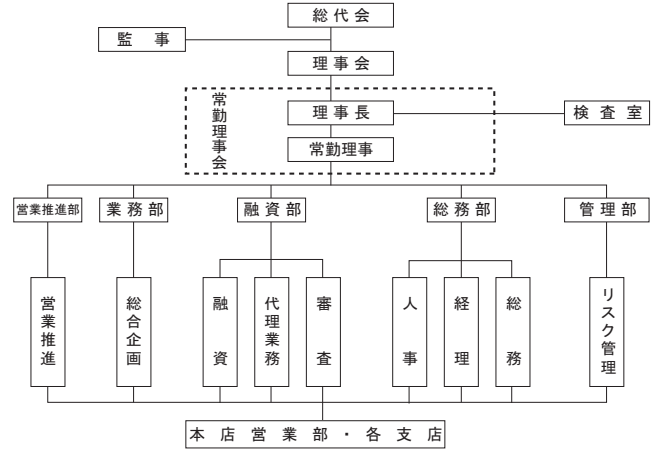 総代会
監事
理事会
常勤理事会
理事長
検査室
常勤理事
営業推進部
業務部
融資部
総務部
管理部
営業推進
総合企画
融資
代理業務
審査
人事
経理
総務
リスク管理
本店営業部・各支店